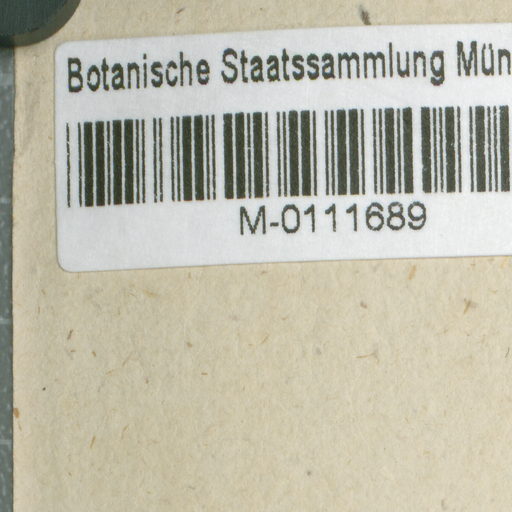 Botanische Staatssammlung Mün
M-0111689